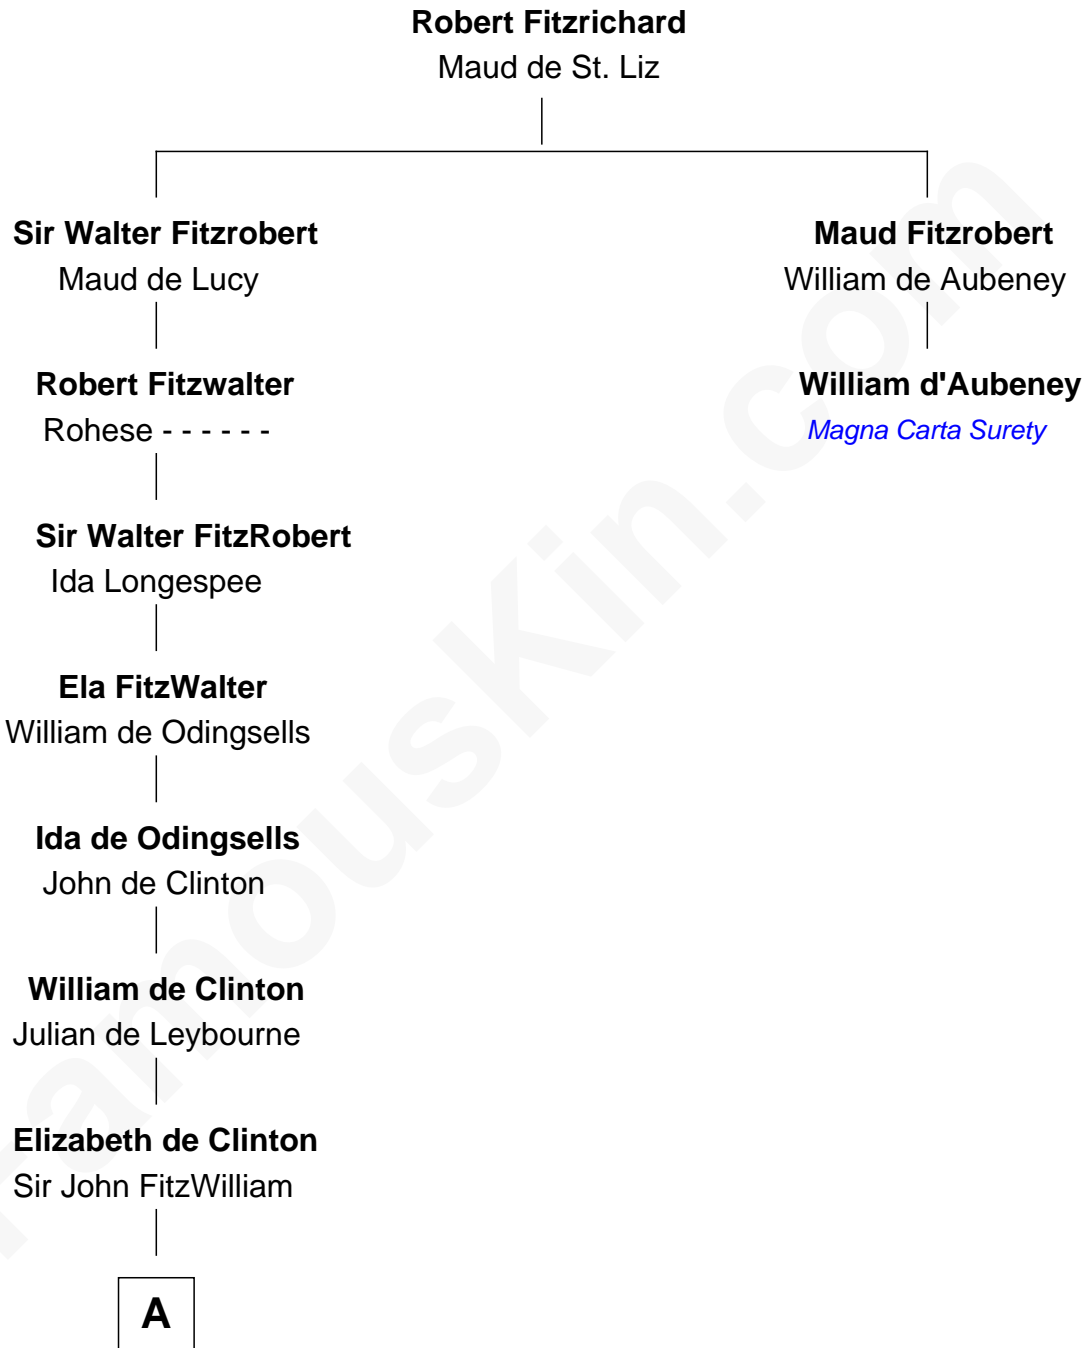 Robert Fitzrichard
Maud de St. Liz
Sir Walter Fitzrobert
Maud de Lucy
Maud Fitzrobert
William de Aubeney
Robert Fitzwalter
Rohese - - - - - -
William d'Aubeney
Magna Carta Surety
Sir Walter FitzRobert
Ida Longespee
Ela FitzWalter
William de Odingsells
Ida de Odingsells
John de Clinton
William de Clinton
Julian de Leybourne
Elizabeth de Clinton
Sir John FitzWilliam
A
FamousKin.com